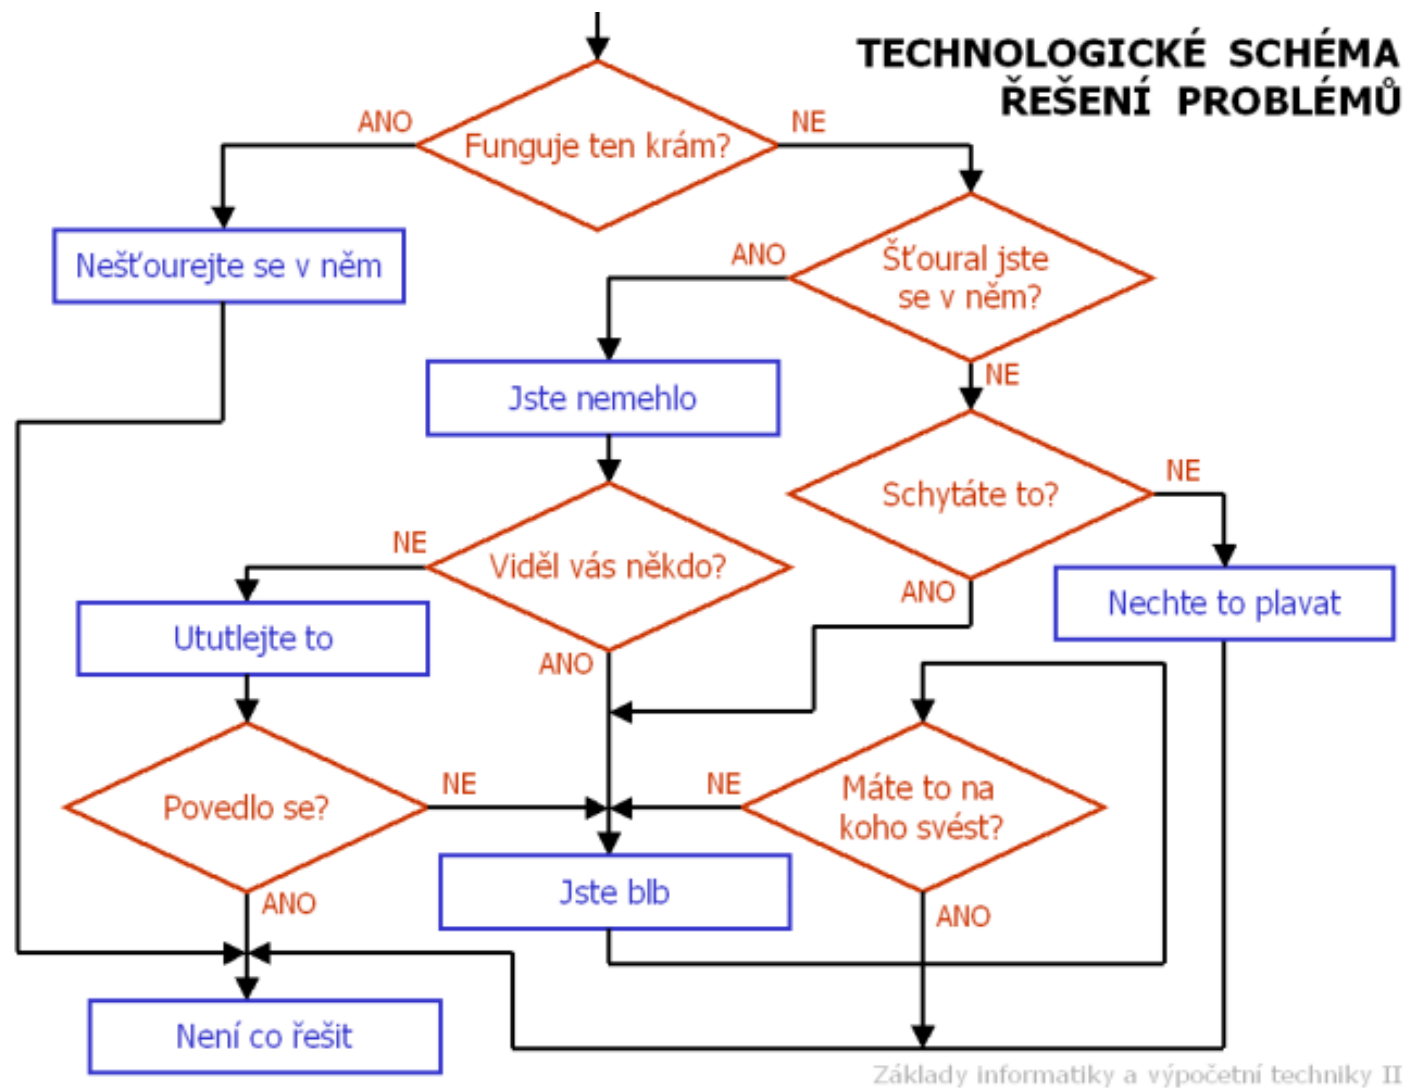 TECHNOLOGICKÉ SCHÉMA
ŘEŠENÍ PROBLÉMŮ
ANO
Funguje ten krám?
NE
Nešťourejte se v něm
ANO
Šťoural jste
se v něm?
NE
Jste nemehlo
Schytáte to?
NE
ANO
NE
Viděl vás někdo?
ANO
Nechte to plavat
Ututlejte to
Povedlo se?
NE
ANO
NE
Máte to na
koho svést?
ANO
Jste blb
Není co řešit
Základy informatiky a výpočetní techniky II